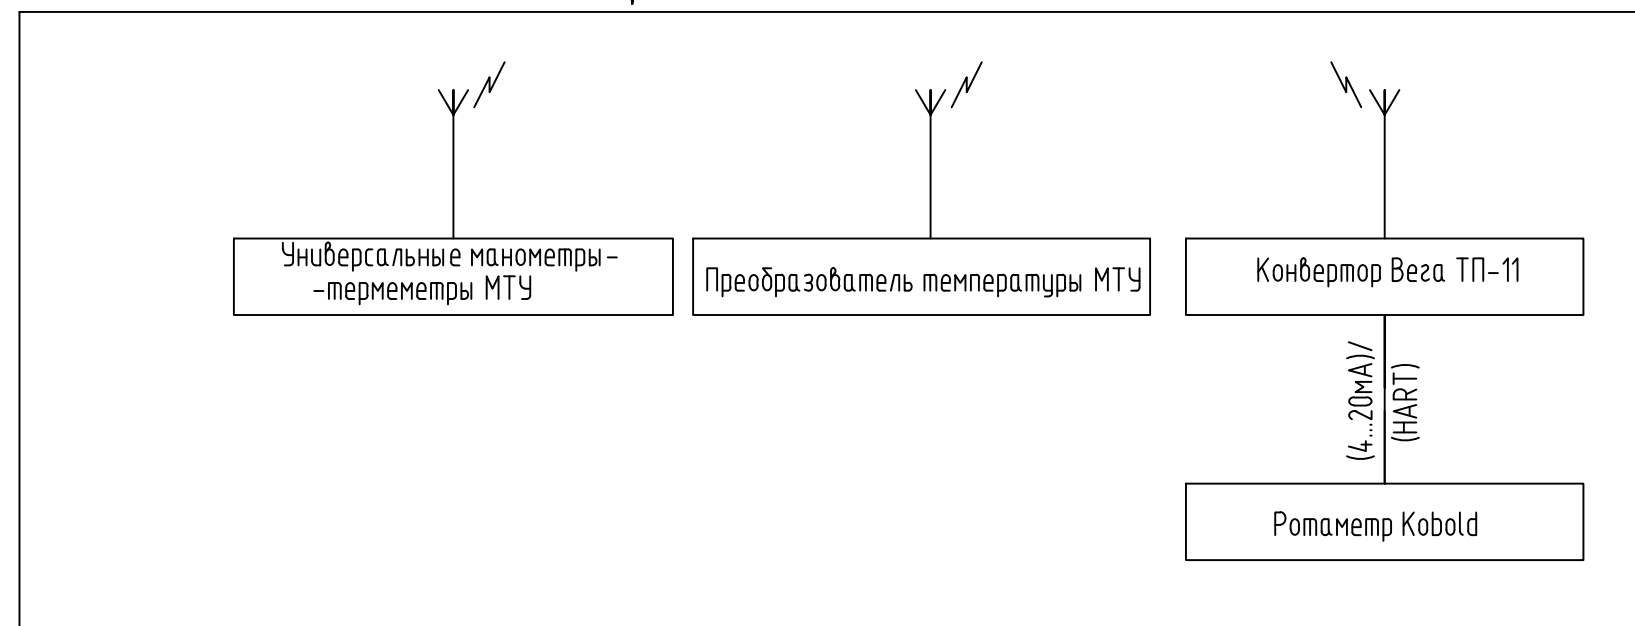 Универсальные манометры-
-термеметры МТУ
Преобразователь температуры МТУ
Конвертор Вега ТП-11
(4...20мА)/
(HART)
Ротаметр Kobold